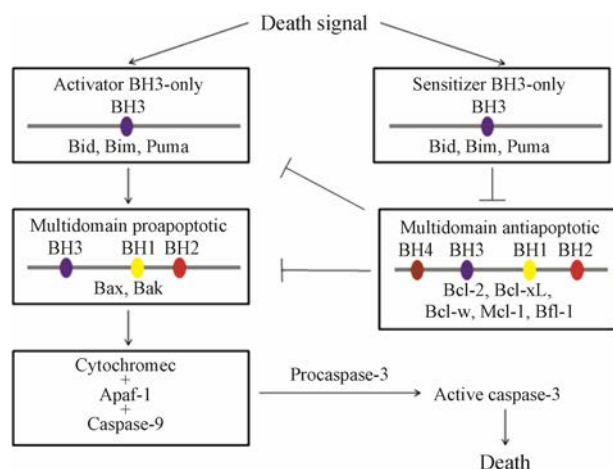 Death signal
Activator BH3-only
BH3
Bid, Bim, Puma
Sensitizer BH3-only
BH3
Bid, Bim, Puma
Multidomain proapoptotic
BH3 BH1 BH2
Bax, Bak
Multidomain antiapoptotic
BH4 BH3 BH1 BH2
Bcl-2, Bcl-xL,
Bcl-w, Mcl-1, Bfl-1
Cytochromec
+
Apaf-1
+
Caspase-9
Procaspase-3
Active caspase-3
Death